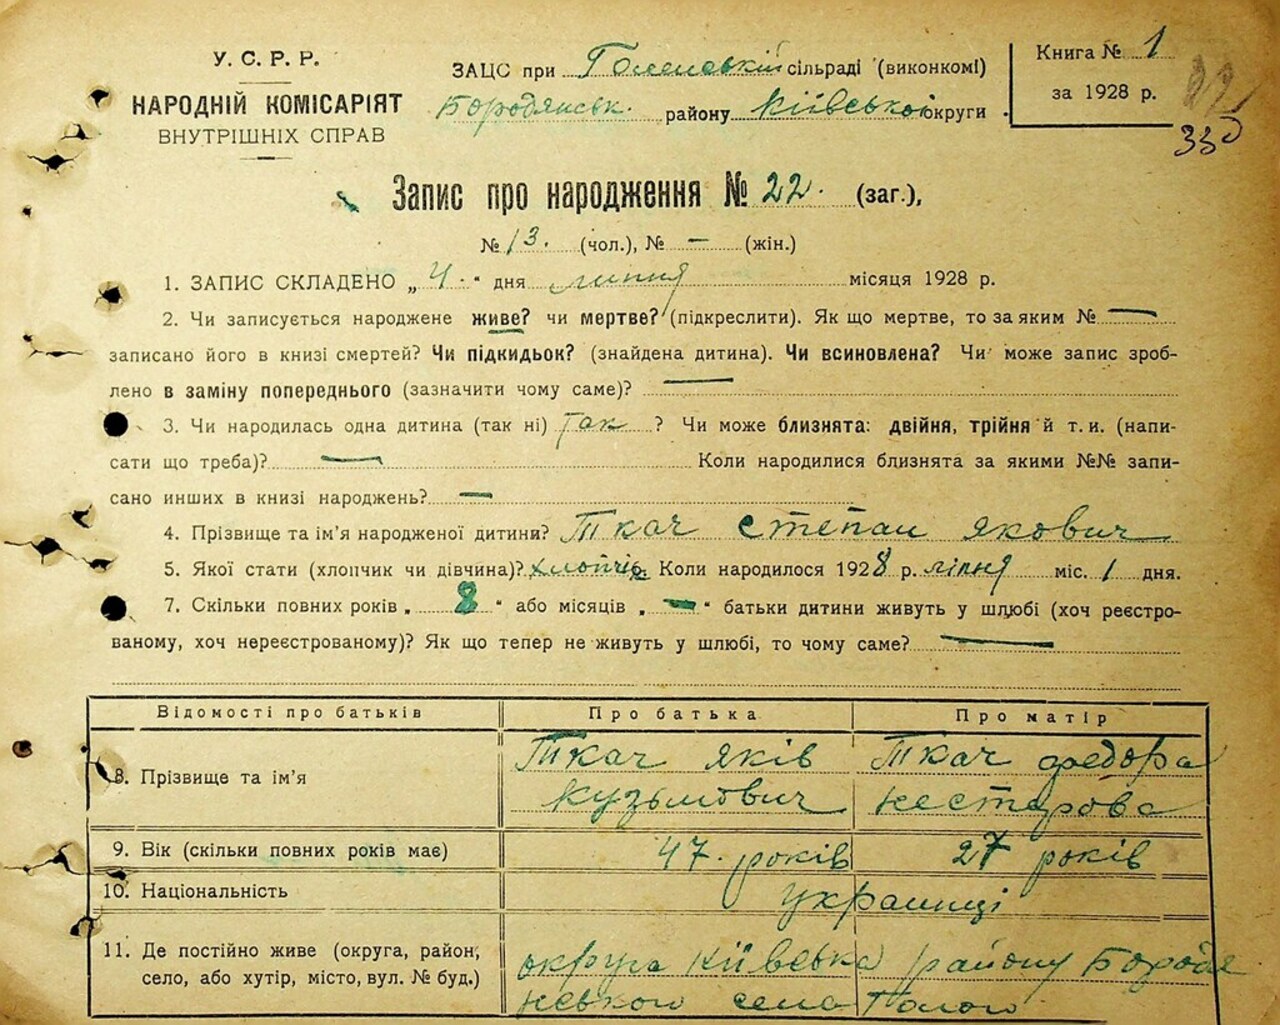 У. С. Р. Р.
НАРОДНІЙ КОМІСАРІЯТ
ВНУТРІШНІХ СПРАВ
ЗАЦС при сільраді (виконкомі)
Бородянськ. району Київської округи
Книга № 1
за 1928 р.
335
Запис про народження № 22. (заг.),
№ 13. (чол.), № — (жін.)
1. ЗАПИС СКЛАДЕНО „4." дня липня місяця 1928 р.
2. Чи записується народжене живе? чи мертве? (підкреслити). Як що мертве, то за яким № —
записано його в книзі смертей? Чи підкидьок? (знайдена дитина). Чи всиновлена? Чи може запис зроб-
лено в заміну попереднього (зазначити чому саме)? —
3. Чи народилась одна дитина (так ні) так ? Чи може близнята: двійня, трійня й т. и. (напи-
сати що треба)? — Коли народилися близнята за якими №№ запи-
сано инших в книзі народжень? —
4. Прізвище та ім'я народженої дитини? Ткач Степан Якович
5. Якої стати (хлопчик чи дівчина)? хлопчік Коли народилося 1928 р. ліпня міс. 1 дня.
7. Скільки повних років „ 8 " або місяців „ — " батьки дитини живуть у шлюбі (хоч реєстро-
ваному, хоч нереєстрованому)? Як що тепер не живуть у шлюбі, то чому саме? —
Відомості про батьків Про батька Про матір
8. Прізвище та ім'я
Ткач Яків
Кузьмович
Ткач Федора
Нестарова
9. Вік (скільки повних років має) 47. років 27 років
10. Національність українці
11. Де постійно живе (округа, район,
село, або хутір, місто, вул. № буд.)
округа Київська району Бородя
нського села